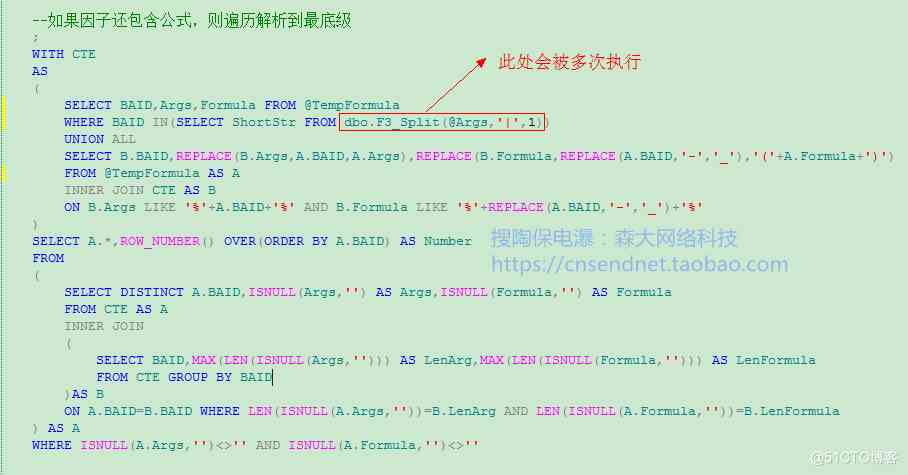 --如果因子还包含公式，则遍历解析到最底级
;
WITH CTE
AS
(
SELECT BAID,Args,Formula FROM @TempFormula
WHERE BAID IN(SELECT ShortStr FROM dbo.F3_Split(@Args,'|',1))
此处会被多次执行
UNION ALL
SELECT B.BAID,REPLACE(B.Args,A.BAID,A.Args),REPLACE(B.Formula,REPLACE(A.BAID,'-','_'),'('+A.Formula+')')
FROM @TempFormula AS A
INNER JOIN CTE AS B
ON B.Args LIKE '%'+A.BAID+'%' AND B.Formula LIKE '%'+REPLACE(A.BAID,'-','_')+'%'
)
SELECT A.*,ROW_NUMBER() OVER(ORDER BY A.BAID) AS Number
搜陶保电瀑：森大网络科技
https://cnsendnet.taobao.com
FROM
(
SELECT DISTINCT A.BAID,ISNULL(Args,'') AS Args,ISNULL(Formula,'') AS Formula
FROM CTE AS A
INNER JOIN
(
SELECT BAID,MAX(LEN(ISNULL(Args,''))) AS LenArg,MAX(LEN(ISNULL(Formula,''))) AS LenFormula
FROM CTE GROUP BY BAID
)AS B
ON A.BAID=B.BAID WHERE LEN(ISNULL(A.Args,''))=B.LenArg AND LEN(ISNULL(A.Formula,''))=B.LenFormula
) AS A
WHERE ISNULL(A.Args,'')<>'' AND ISNULL(A.Formula,'')<>''
@51CTO博客